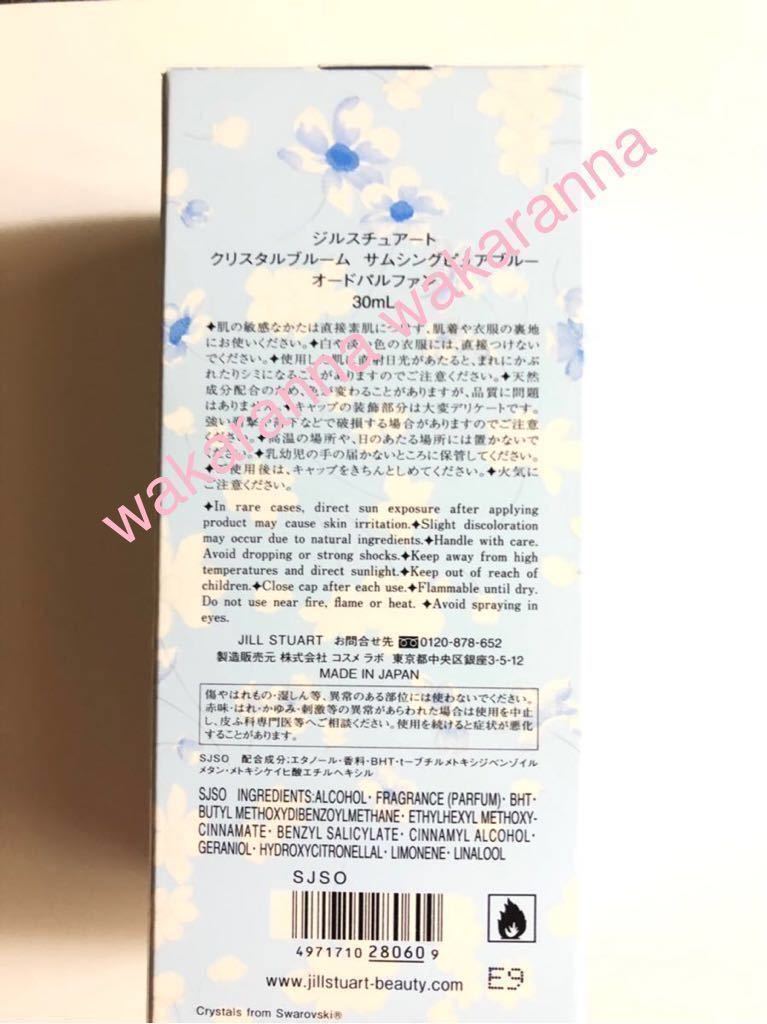 ジルスチュアート
クリスタルブルーム サムシングピュアブルー
オードパルファン
30mL
✦肌の敏感なかたは直接素肌につけず、肌着や衣服の裏地
にお使いください。✦白や淡い色の衣服には、直接つけない
でください。✦使用した肌に直射日光があたると、まれにかぶ
れたりシミになることがありますのでご注意ください。✦天然
成分配合のため、色が変わることがありますが、品質に問題
はありません。✦キャップの装飾部分は大変デリケートです。
強い衝撃や落下などで破損する場合がありますのでご注意
ください。✦高温の場所や、日のあたる場所には置かないで
ください。✦乳幼児の手の届かないところに保管してください。
✦ご使用後は、キャップをきちんとしめてください。✦火気に
ご注意ください。
✦In rare cases, direct sun exposure after applying
product may cause skin irritation.✦Slight discoloration
may occur due to natural ingredients.✦Handle with care.
Avoid dropping or strong shocks.✦Keep away from high
temperatures and direct sunlight.✦Keep out of reach of
children.✦Close cap after each use.✦Flammable until dry.
Do not use near fire, flame or heat. ✦Avoid spraying in
eyes.
JILL STUART お問合せ先 0120-878-652
製造販売元 株式会社 コスメ ラボ 東京都中央区銀座3-5-12
MADE IN JAPAN
傷やはれもの・湿しん等、異常のある部位には使わないでください。
赤味・はれ・かゆみ・刺激等の異常があらわれた場合は使用を中止
し、皮ふ科専門医等へご相談ください。使用を続けると症状が悪化
することがあります。
SJSO 配合成分:エタノール・香料・BHT・t-ブチルメトキシジベンゾイル
メタン・メトキシケイヒ酸エチルヘキシル
SJSO INGREDIENTS:ALCOHOL・FRAGRANCE (PARFUM)・BHT・
BUTYL METHOXYDIBENZOYLMETHANE・ETHYLHEXYL METHOXY-
CINNAMATE・BENZYL SALICYLATE・CINNAMYL ALCOHOL・
GERANIOL・HYDROXYCITRONELLAL・LIMONENE・LINALOOL
SJSO
4971710 280609
www.jillstuart-beauty.com
E9
Crystals from Swarovski®
wakaranna wakaranna